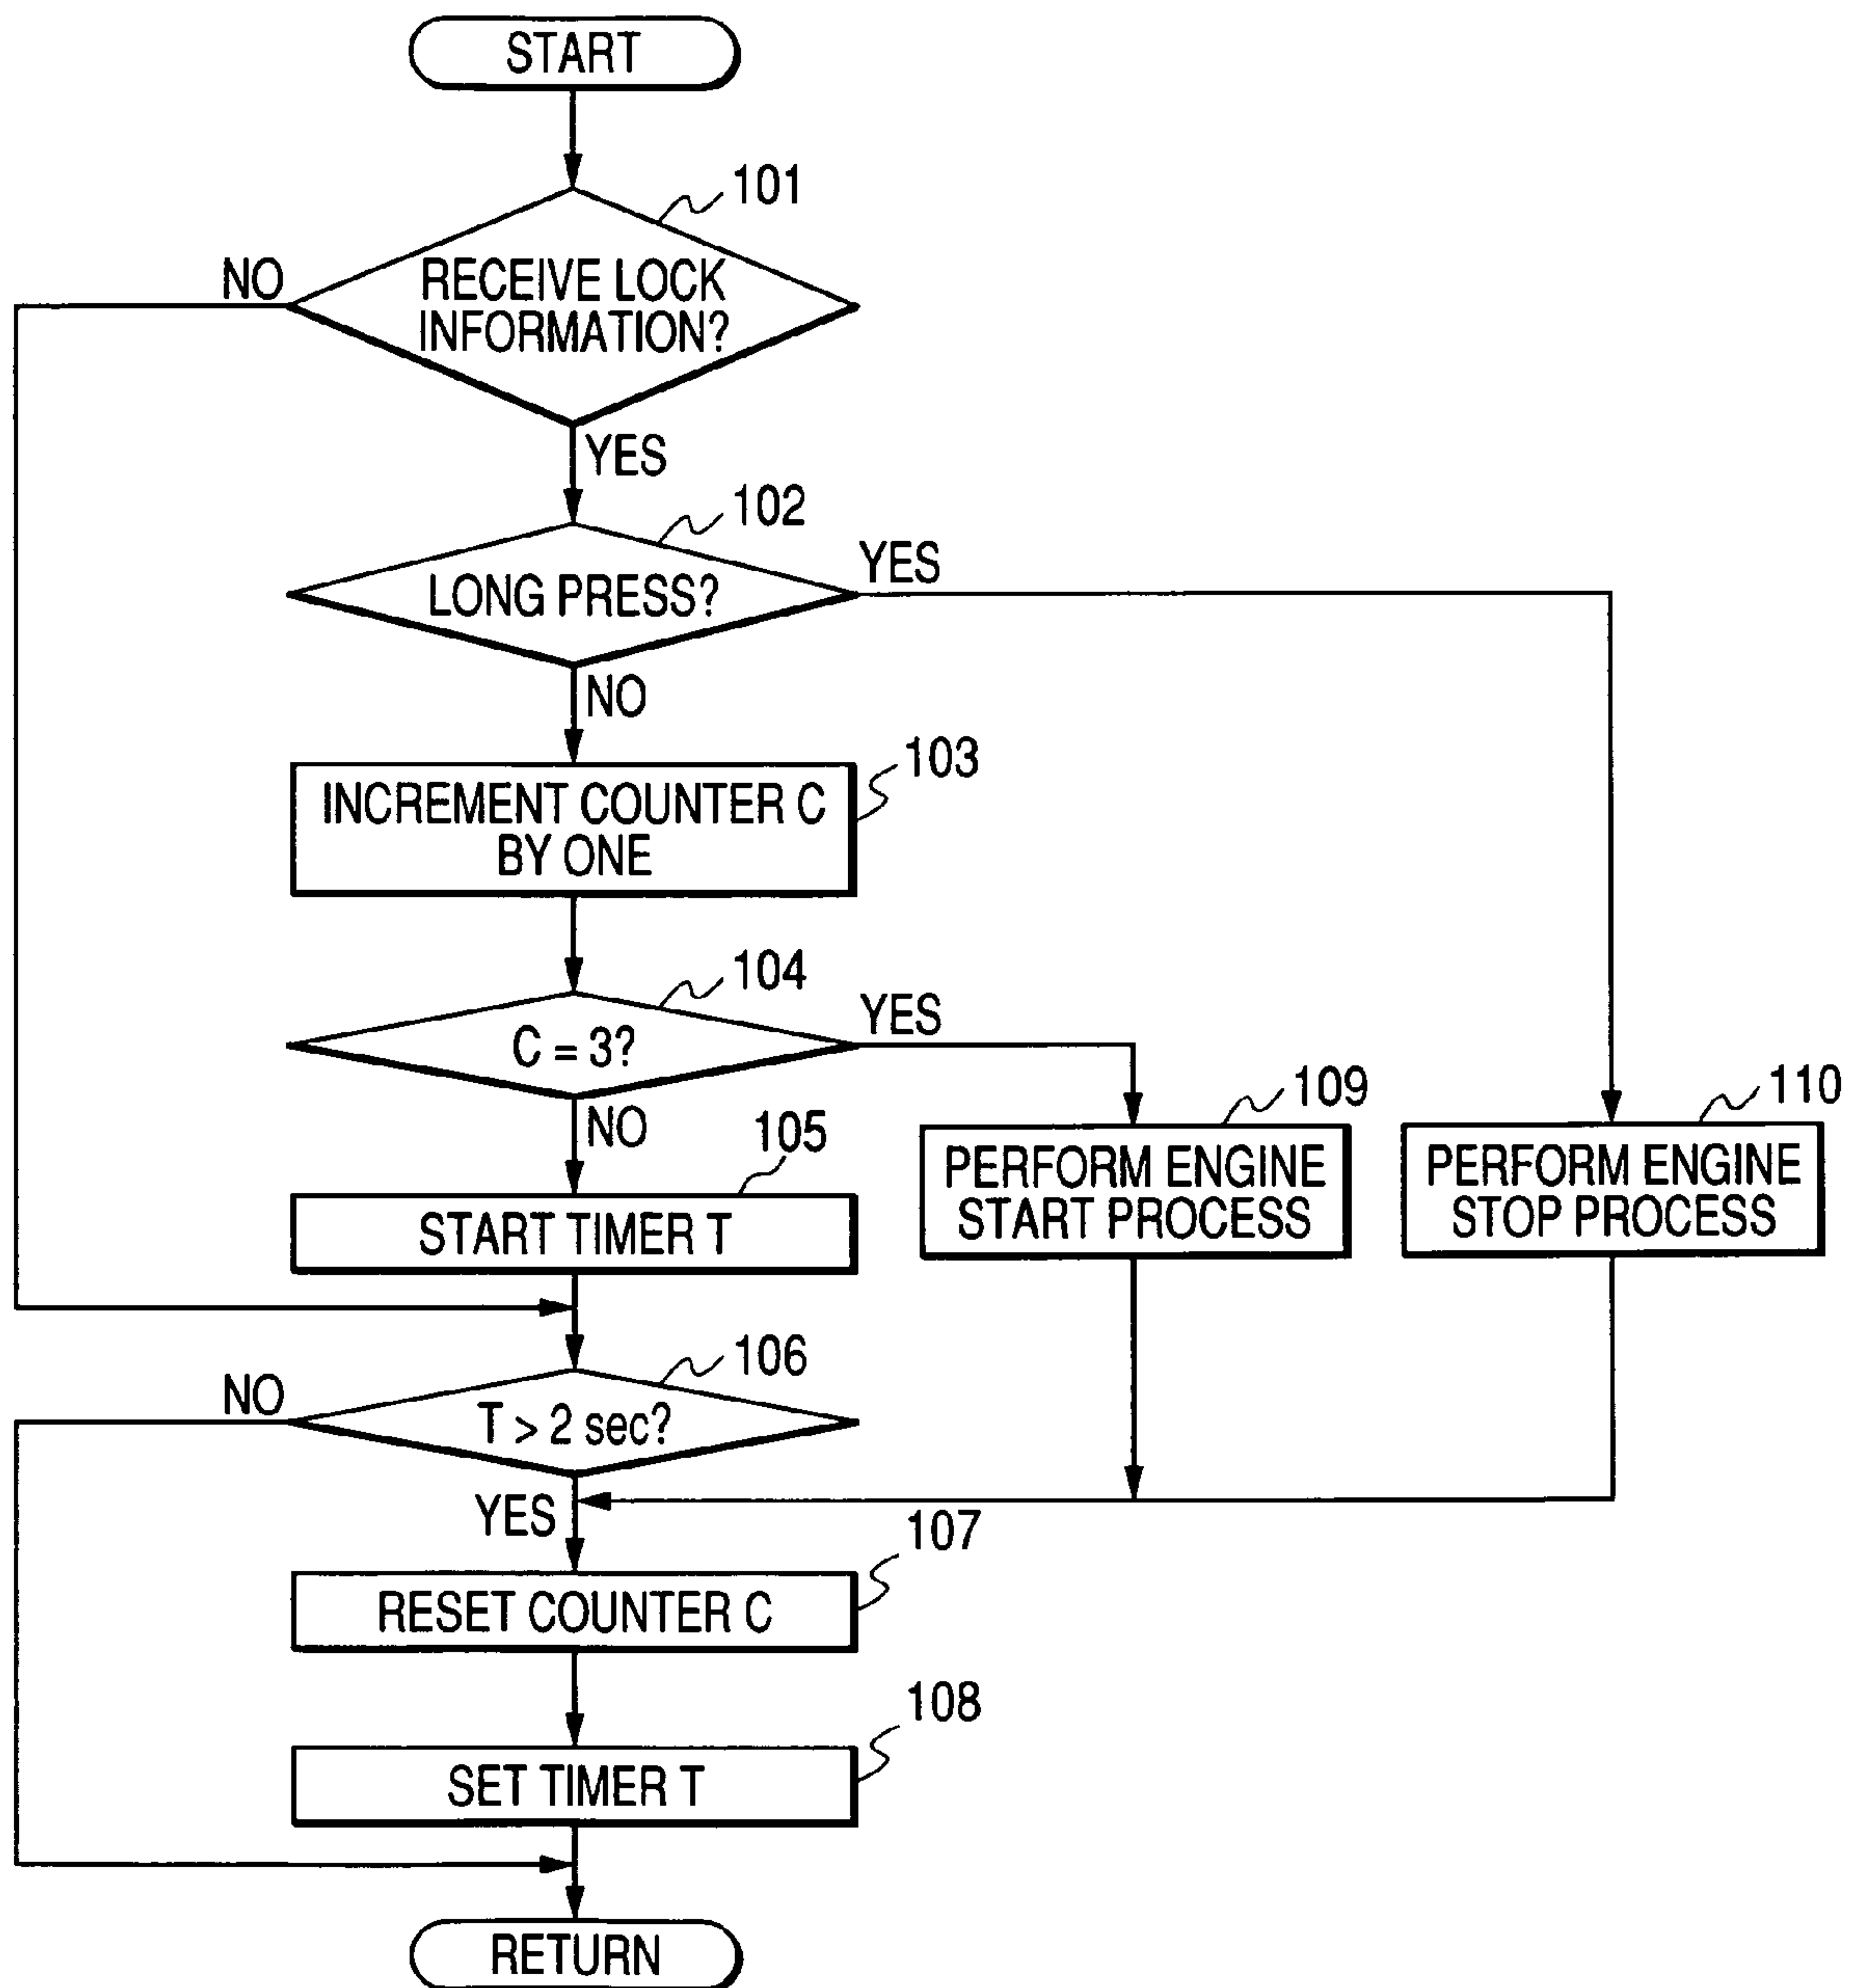 START
101
NO
RECEIVE LOCK
INFORMATION?
YES
102
YES
LONG PRESS?
NO
103
INCREMENT COUNTER C
BY ONE
104
YES
C = 3?
NO
105
START TIMER T
109
PERFORM ENGINE
START PROCESS
110
PERFORM ENGINE
STOP PROCESS
106
NO
T > 2 sec?
YES
107
RESET COUNTER C
108
SET TIMER T
RETURN